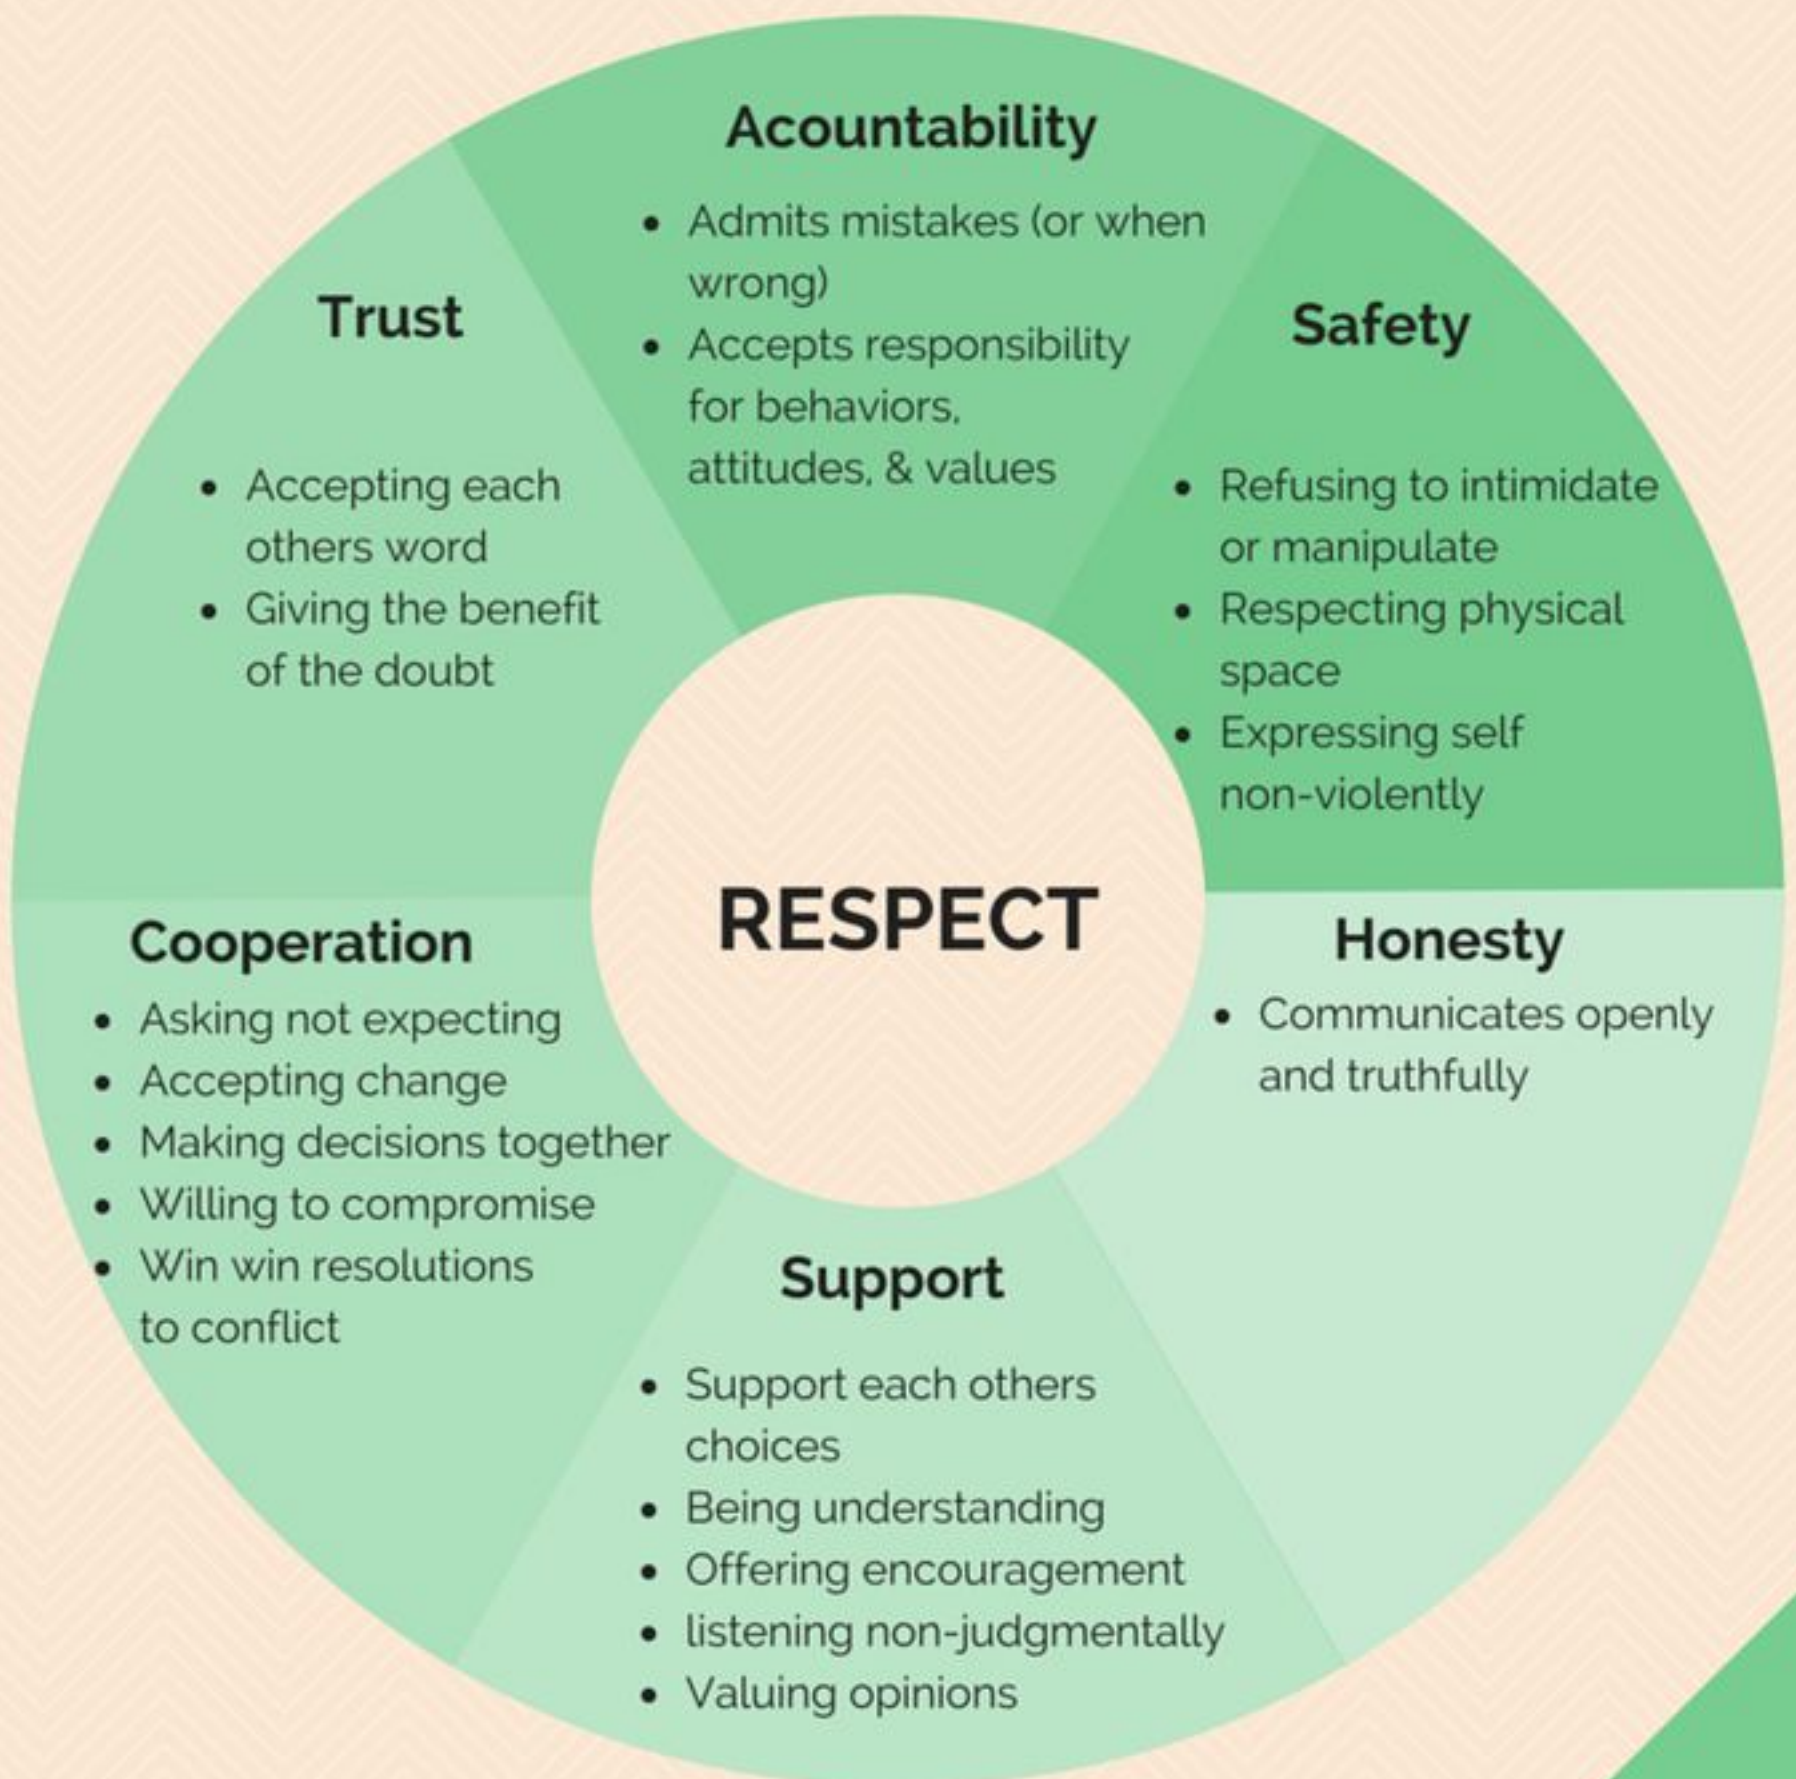 Acountability
• Admits mistakes (or when
wrong)
• Accepts responsibility
for behaviors,
attitudes, & values
Safety
• Refusing to intimidate
or manipulate
• Respecting physical
space
• Expressing self
non-violently
Honesty
• Communicates openly
and truthfully
Support
• Support each others
choices
• Being understanding
• Offering encouragement
• listening non-judgmentally
• Valuing opinions
Cooperation
• Asking not expecting
• Accepting change
• Making decisions together
• Willing to compromise
• Win win resolutions
to conflict
Trust
• Accepting each
others word
• Giving the benefit
of the doubt
RESPECT